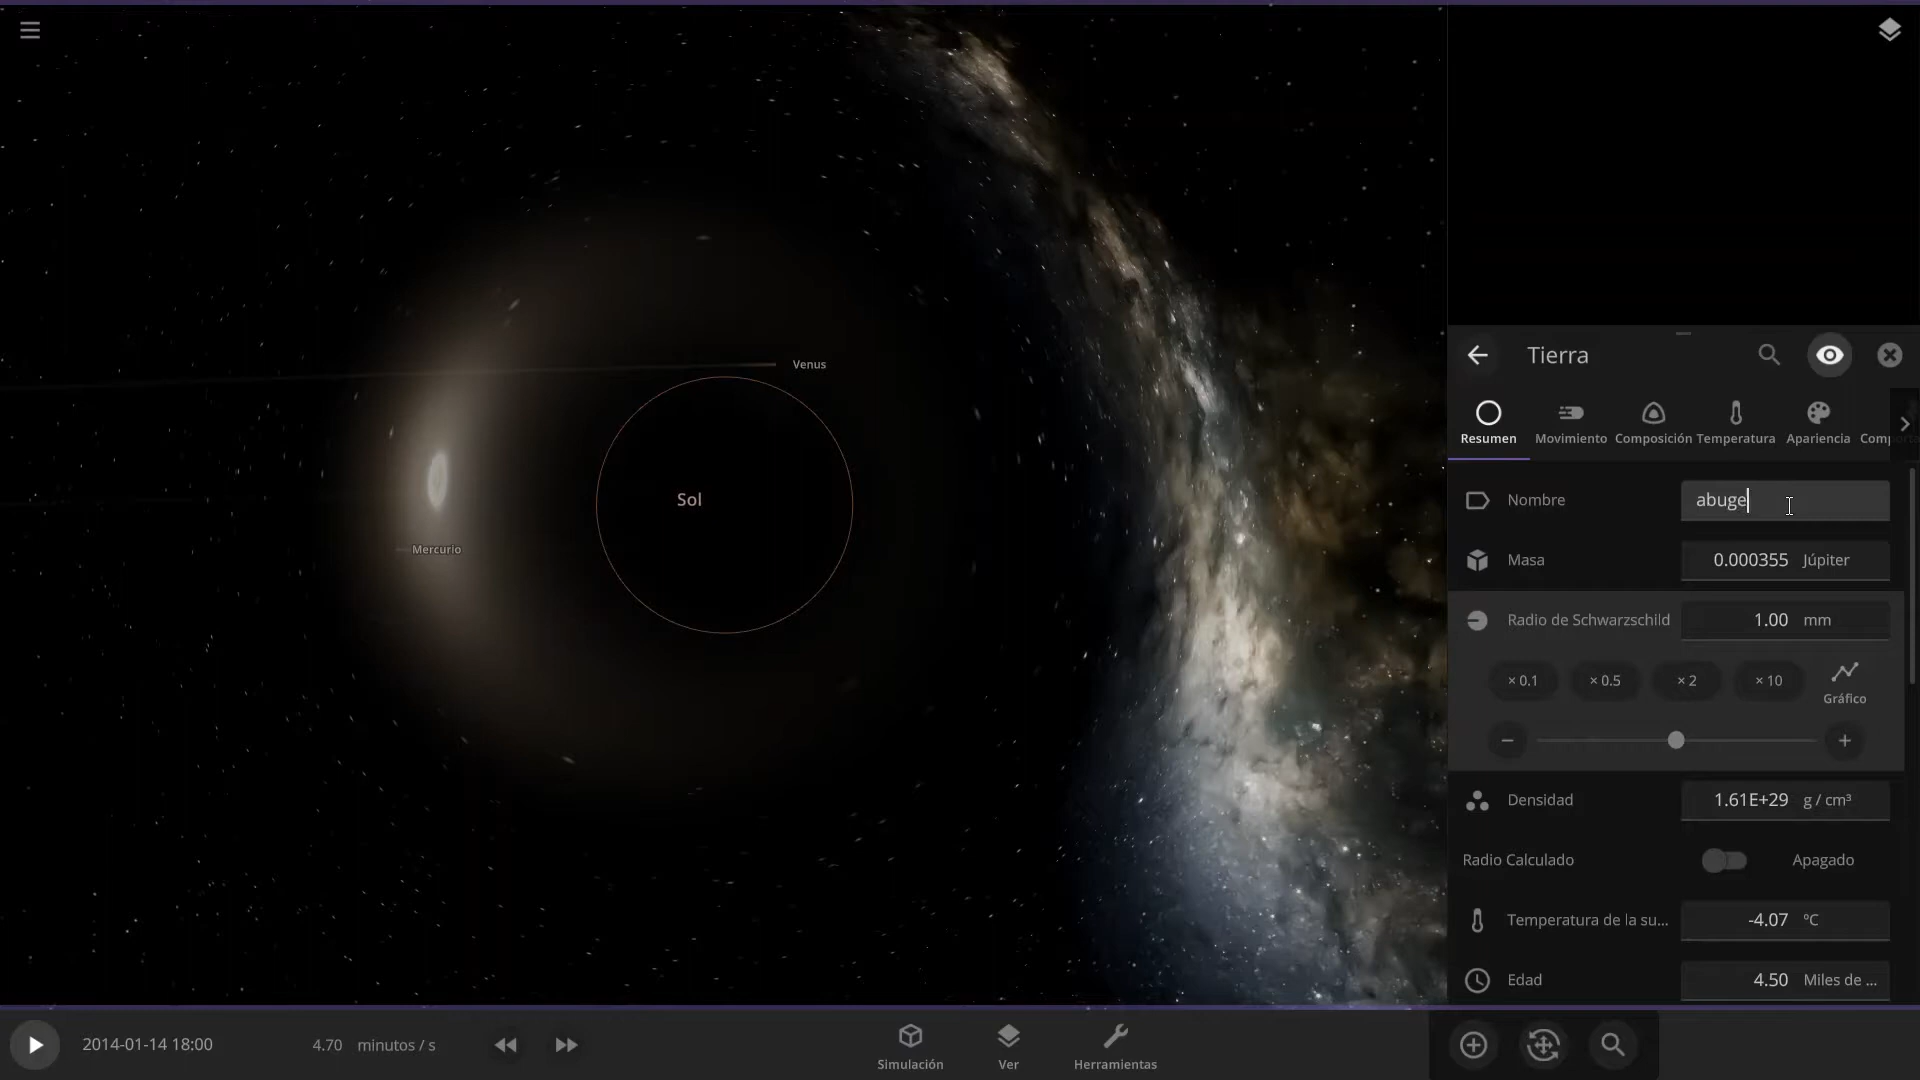 Venus
Sol
Mercurio
Tierra
Resumen
Movimiento
Composición
Temperatura
Apariencia
Nombre
abuge
Masa
0.000355 Júpiter
Radio de Schwarzschild
1.00 mm
× 0.1
× 0.5
× 2
× 10
Gráfico
Densidad
1.61E+29 g / cm³
Radio Calculado
Apagado
Temperatura de la su...
-4.07 °C
Edad
4.50 Miles de ...
2014-01-14 18:00
4.70 minutos / s
Simulación
Ver
Herramientas